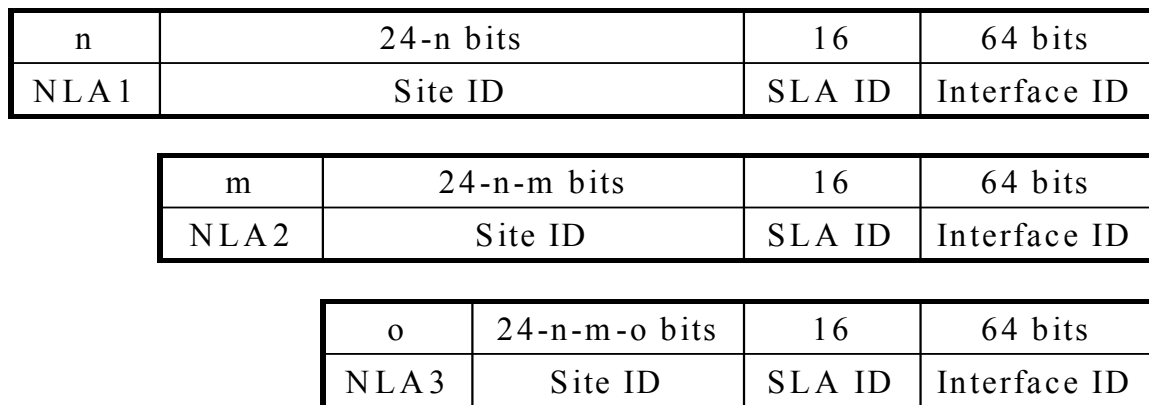 n 24-n bits 16 64 bits
NLA1 Site ID SLA ID Interface ID
m 24-n-m bits 16 64 bits
NLA2 Site ID SLA ID Interface ID
o 24-n-m-o bits 16 64 bits
NLA3 Site ID SLA ID Interface ID